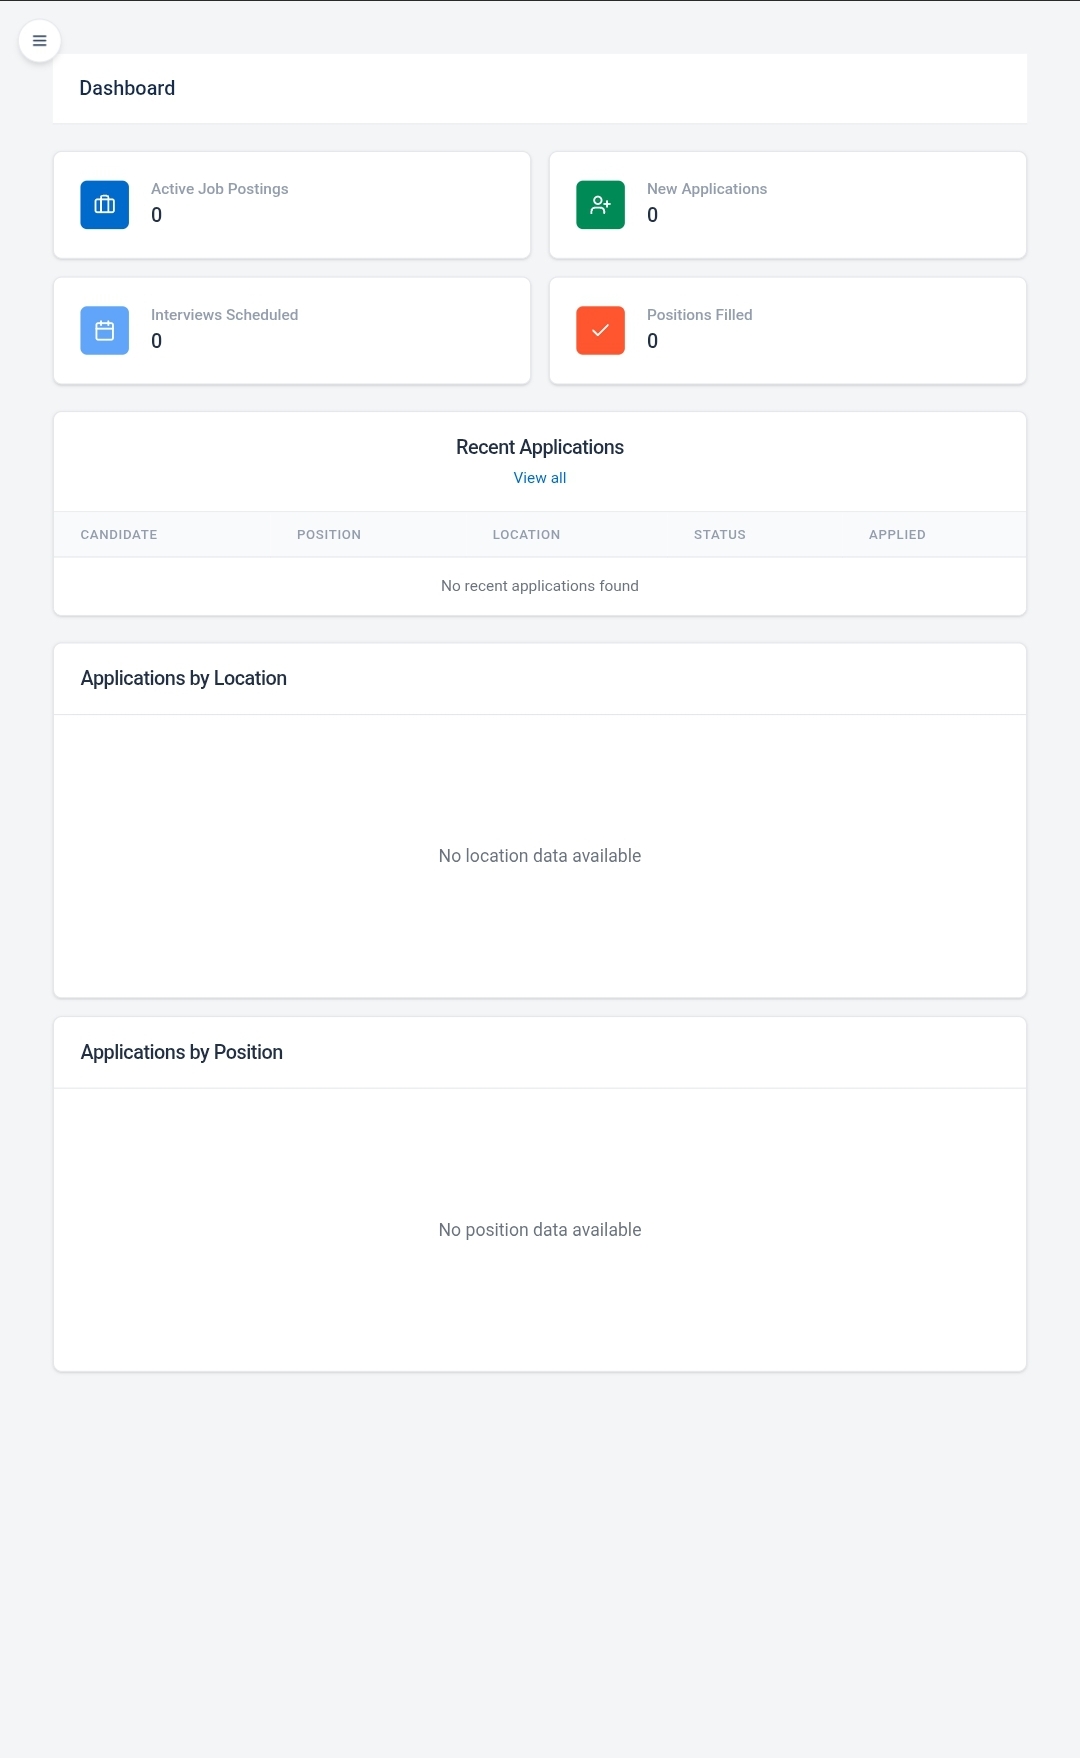 Dashboard
Active Job Postings
0
New Applications
0
Interviews Scheduled
0
Positions Filled
0
Recent Applications
View all
CANDIDATE POSITION LOCATION STATUS APPLIED
No recent applications found
Applications by Location
No location data available
Applications by Position
No position data available